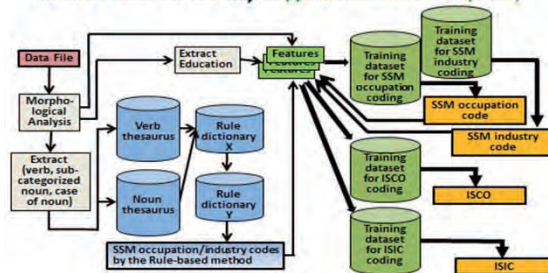 Data File
Morpho-
logical
Analysis
Extract
(verb, sub-
categorized
noun, case
of noun)
Extract
Education
Features
Features
Verb
thesaurus
Noun
thesaurus
Rule
dictionary
X
Rule
dictionary
Y
SSM occupation/industry codes
by the Rule-based method
Training
dataset
for SSM
occupation
coding
Training
dataset
for SSM
industry
coding
SSM occupation
code
SSM industry
code
Training
dataset
for ISCO
coding
ISCO
Training
dataset
for ISIC
coding
ISIC